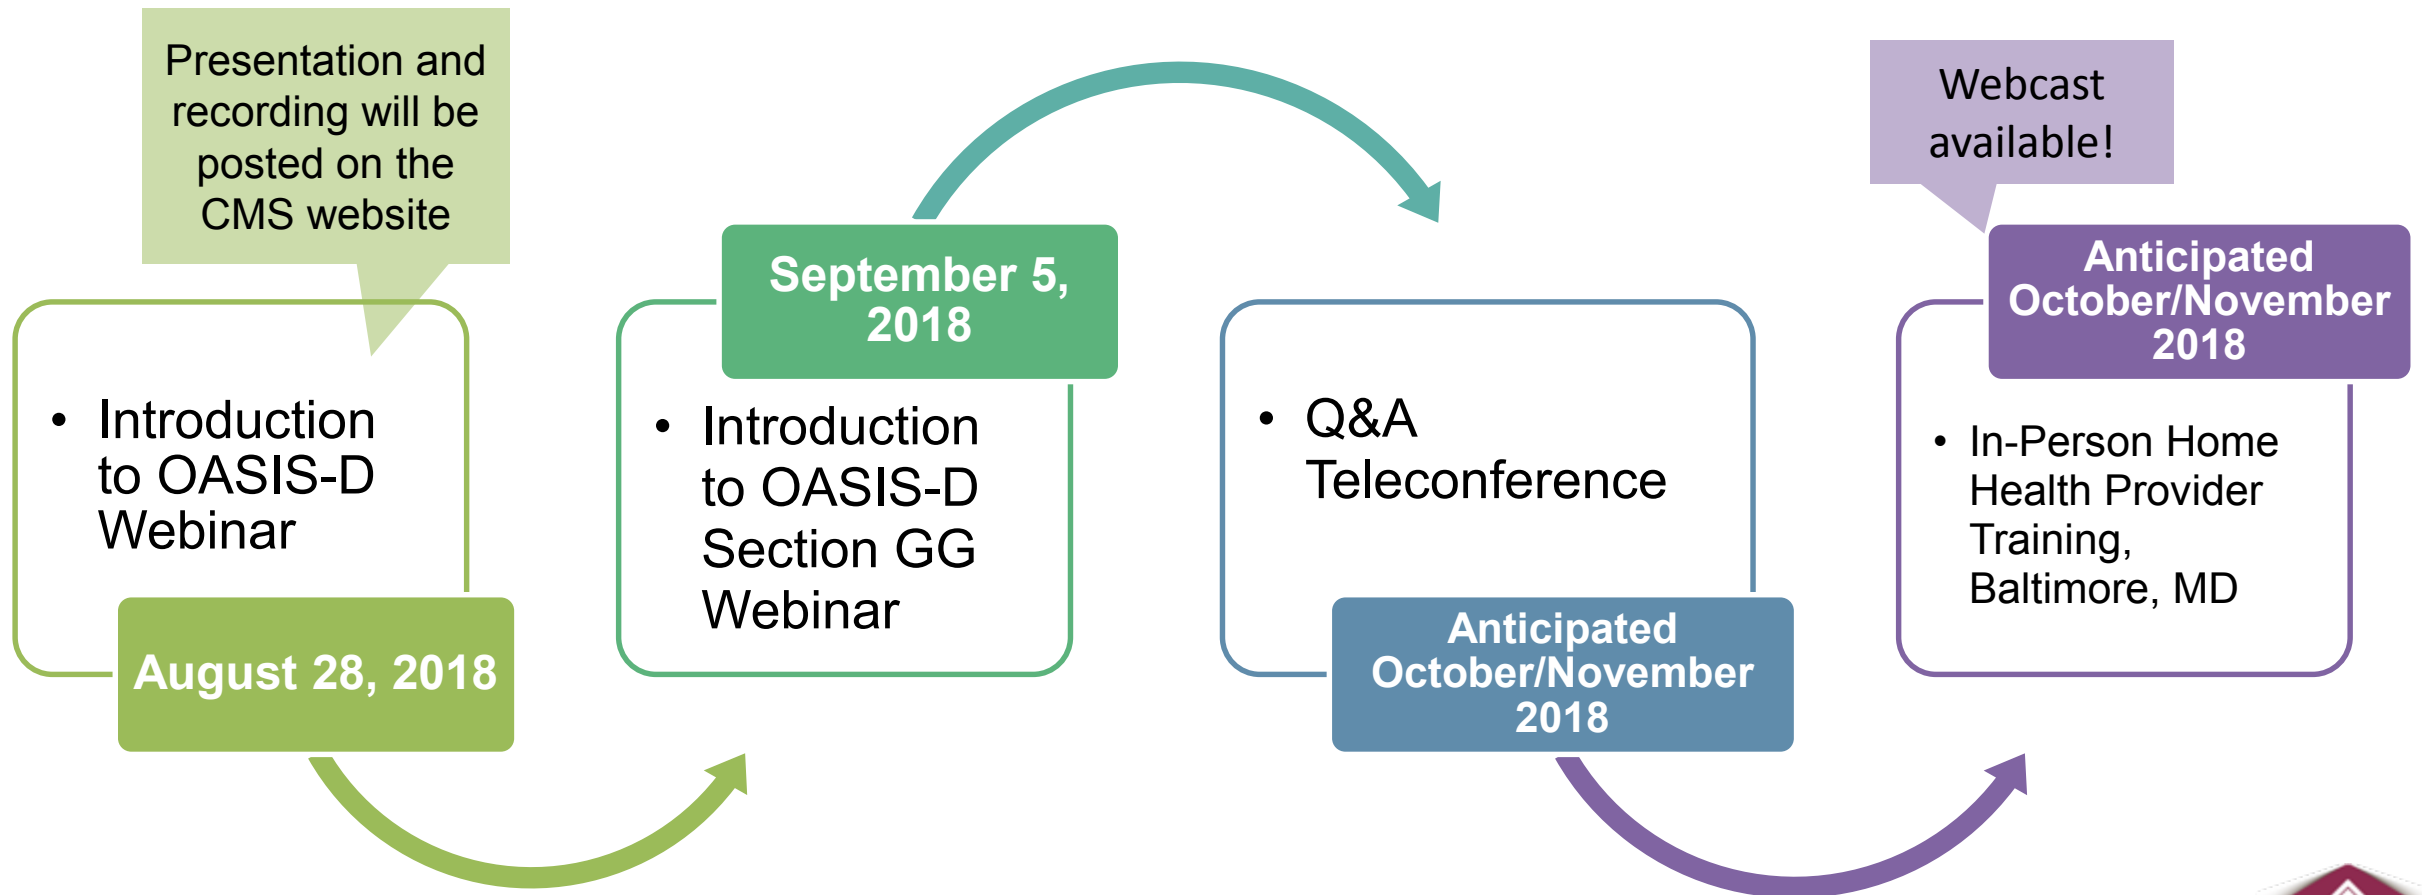 Presentation and
recording will be
posted on the
CMS website
• Introduction
to OASIS-D
Webinar
August 28, 2018
September 5,
2018
• Introduction
to OASIS-D
Section GG
Webinar
• Q&A
Teleconference
Anticipated
October/November
2018
Webcast
available!
Anticipated
October/November
2018
• In-Person Home
Health Provider
Training,
Baltimore, MD